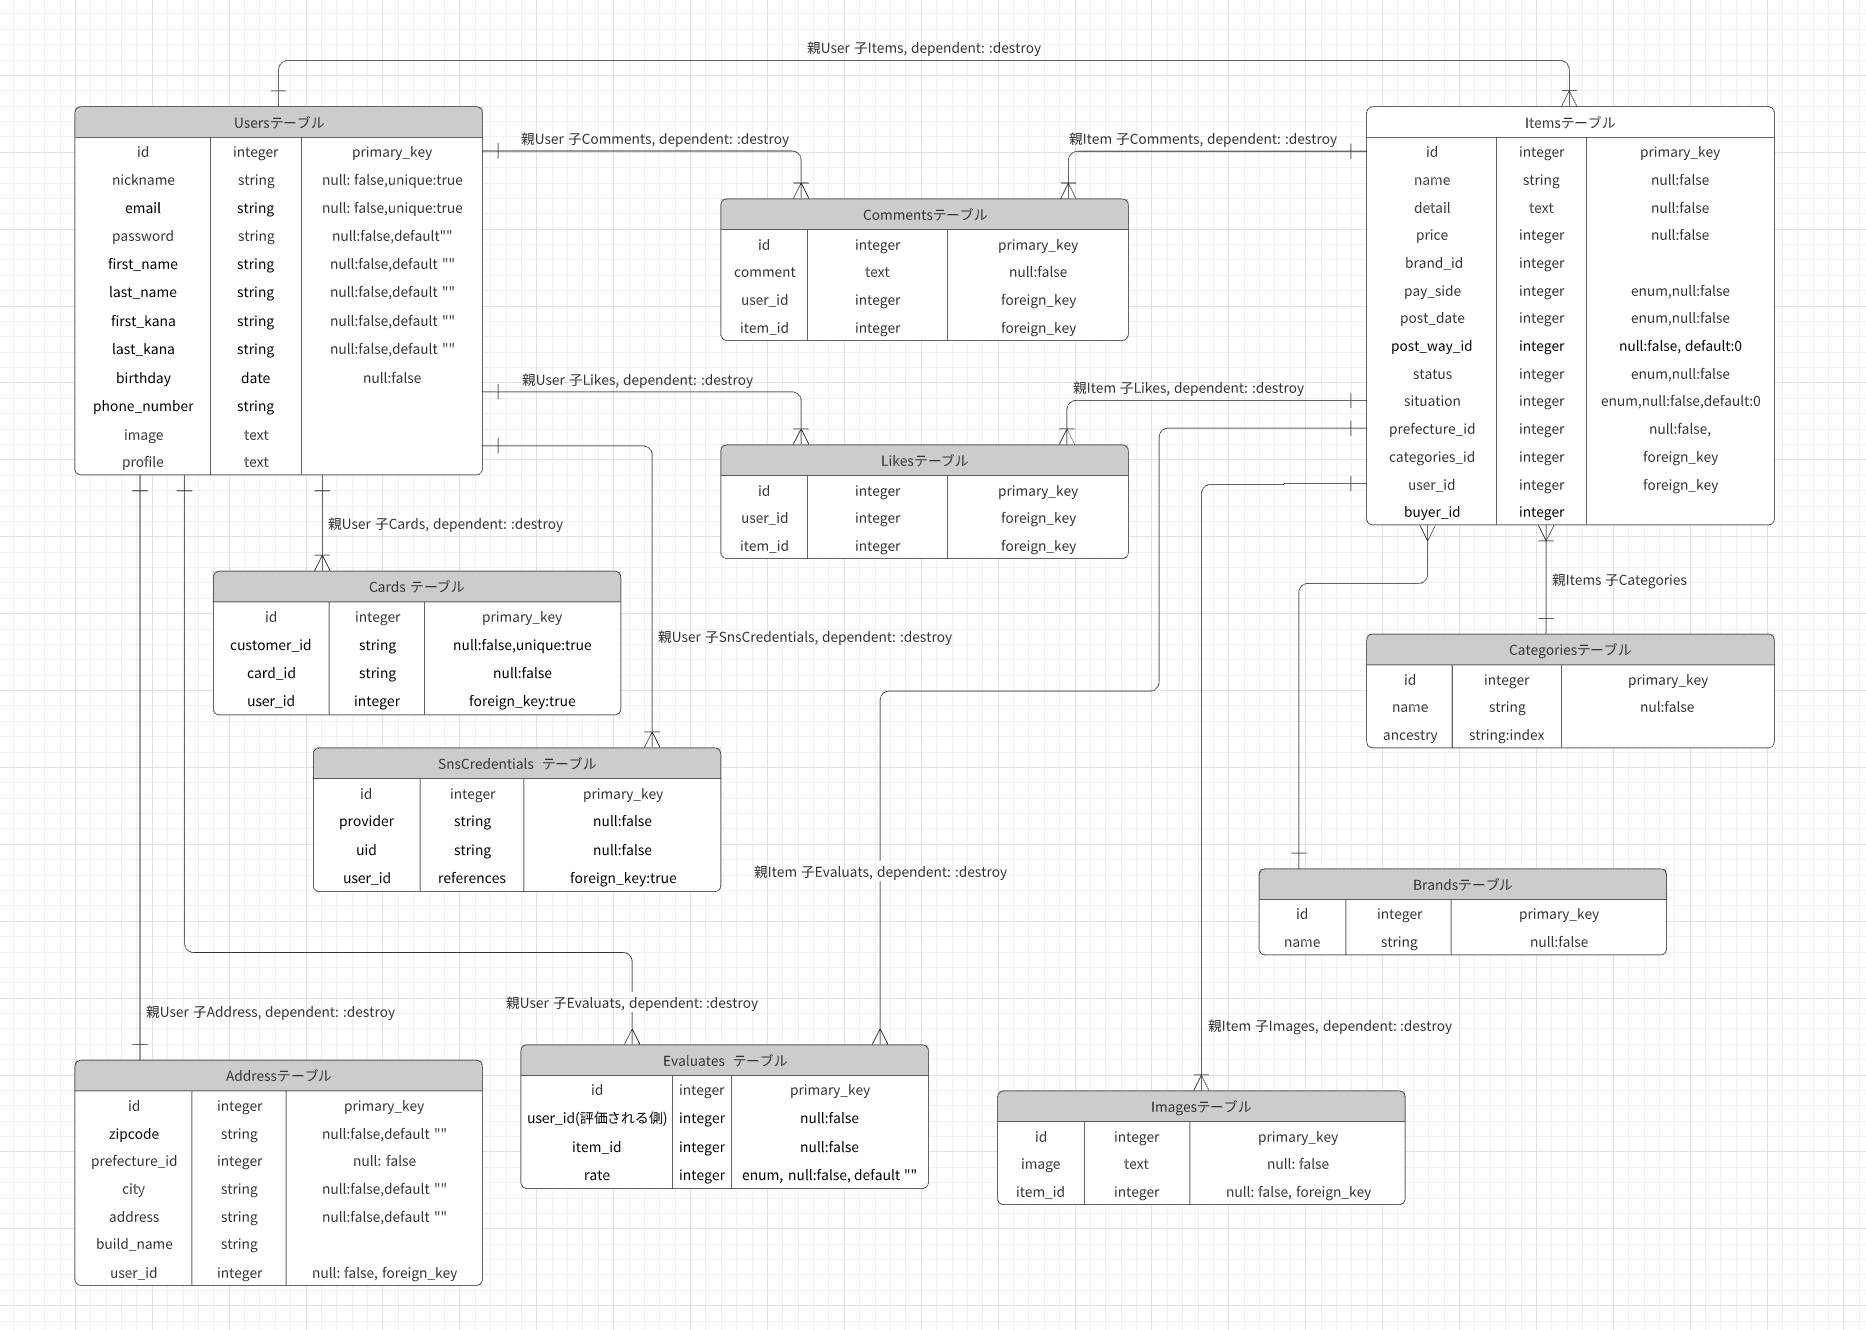 親User 子Items, dependent: :destroy
Usersテーブル
id integer primary_key
nickname string null: false,unique:true
email string null: false,unique:true
password string null:false,default""
first_name string null:false,default ""
last_name string null:false,default ""
first_kana string null:false,default ""
last_kana string null:false,default ""
birthday date null:false
phone_number string
image text
profile text
親User 子Comments, dependent: :destroy
親Item 子Comments, dependent: :destroy
Commentsテーブル
id integer primary_key
comment text null:false
user_id integer foreign_key
item_id integer foreign_key
Itemsテーブル
id integer primary_key
name string null:false
detail text null:false
price integer null:false
brand_id integer
pay_side integer enum,null:false
post_date integer enum,null:false
post_way_id integer null:false, default:0
status integer enum,null:false
situation integer enum,null:false,default:0
prefecture_id integer null:false,
categories_id integer foreign_key
user_id integer foreign_key
buyer_id integer
親User 子Likes, dependent: :destroy
親Item 子Likes, dependent: :destroy
Likesテーブル
id integer primary_key
user_id integer foreign_key
item_id integer foreign_key
親User 子Cards, dependent: :destroy
Cards テーブル
id integer primary_key
customer_id string null:false,unique:true
card_id string null:false
user_id integer foreign_key:true
親User 子SnsCredentials, dependent: :destroy
親Items 子Categories
Categoriesテーブル
id integer primary_key
name string nul:false
ancestry string:index
SnsCredentials テーブル
id integer primary_key
provider string null:false
uid string null:false
user_id references foreign_key:true
親Item 子Evaluats, dependent: :destroy
Brandsテーブル
id integer primary_key
name string null:false
親User 子Address, dependent: :destroy
親User 子Evaluats, dependent: :destroy
親Item 子Images, dependent: :destroy
Addressテーブル
id integer primary_key
zipcode string null:false,default ""
prefecture_id integer null: false
city string null:false,default ""
address string null:false,default ""
build_name string
user_id integer null: false, foreign_key
Evaluates テーブル
id integer primary_key
user_id(評価される側) integer null:false
item_id integer null:false
rate integer enum, null:false, default ""
Imagesテーブル
id integer primary_key
image text null: false
item_id integer null: false, foreign_key